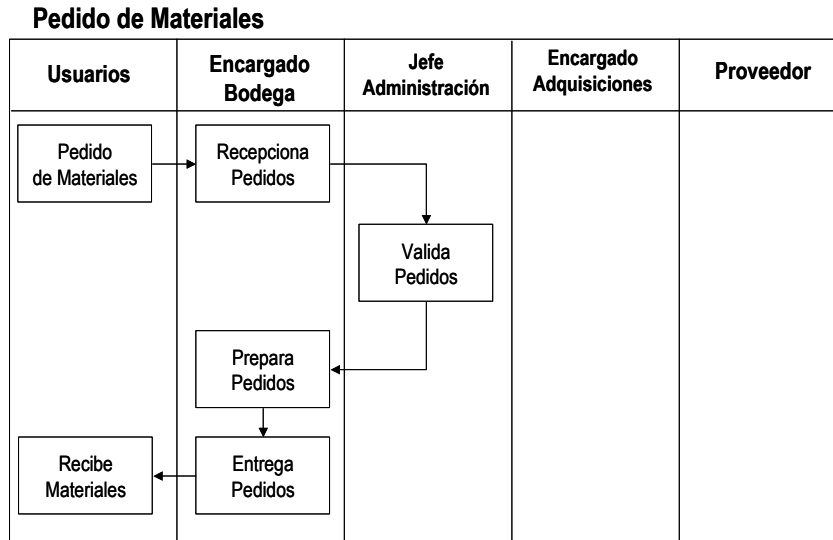 Pedido de Materiales
Usuarios
Encargado
Bodega
Jefe
Administración
Encargado
Adquisiciones
Proveedor
Pedido
de Materiales
Recepciona
Pedidos
Valida
Pedidos
Prepara
Pedidos
Recibe
Materiales
Entrega
Pedidos